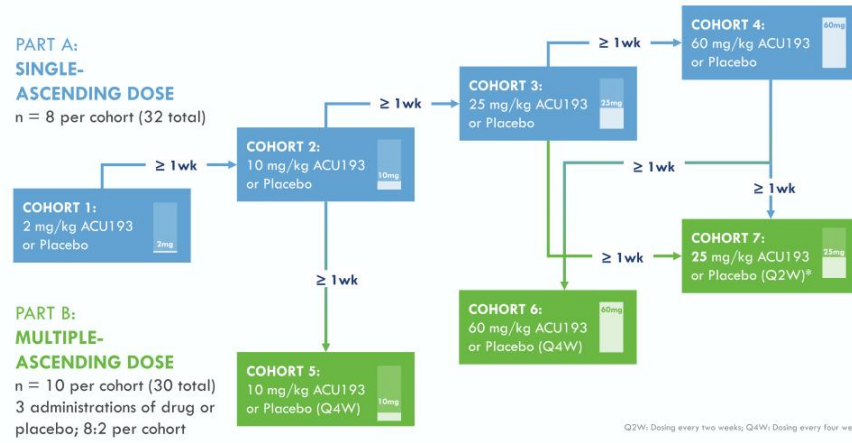 PART A:
SINGLE-
ASCENDING DOSE
n = 8 per cohort (32 total)
COHORT 1:
2 mg/kg ACU193
or Placebo
2mg
≥ 1wk
COHORT 2:
10 mg/kg ACU193
or Placebo
10mg
≥ 1wk
COHORT 3:
25 mg/kg ACU193
or Placebo
25mg
≥ 1wk
COHORT 4:
60 mg/kg ACU193
or Placebo
60mg
≥ 1wk
≥ 1wk
≥ 1wk
≥ 1wk
PART B:
MULTIPLE-
ASCENDING DOSE
n = 10 per cohort (30 total)
3 administrations of drug or
placebo; 8:2 per cohort
COHORT 5:
10 mg/kg ACU193
or Placebo (Q4W)
10mg
COHORT 6:
60 mg/kg ACU193
or Placebo (Q4W)
60mg
COHORT 7:
25 mg/kg ACU193
or Placebo (Q2W)*
25mg
Q2W: Dosing every two weeks; Q4W: Dosing every four we